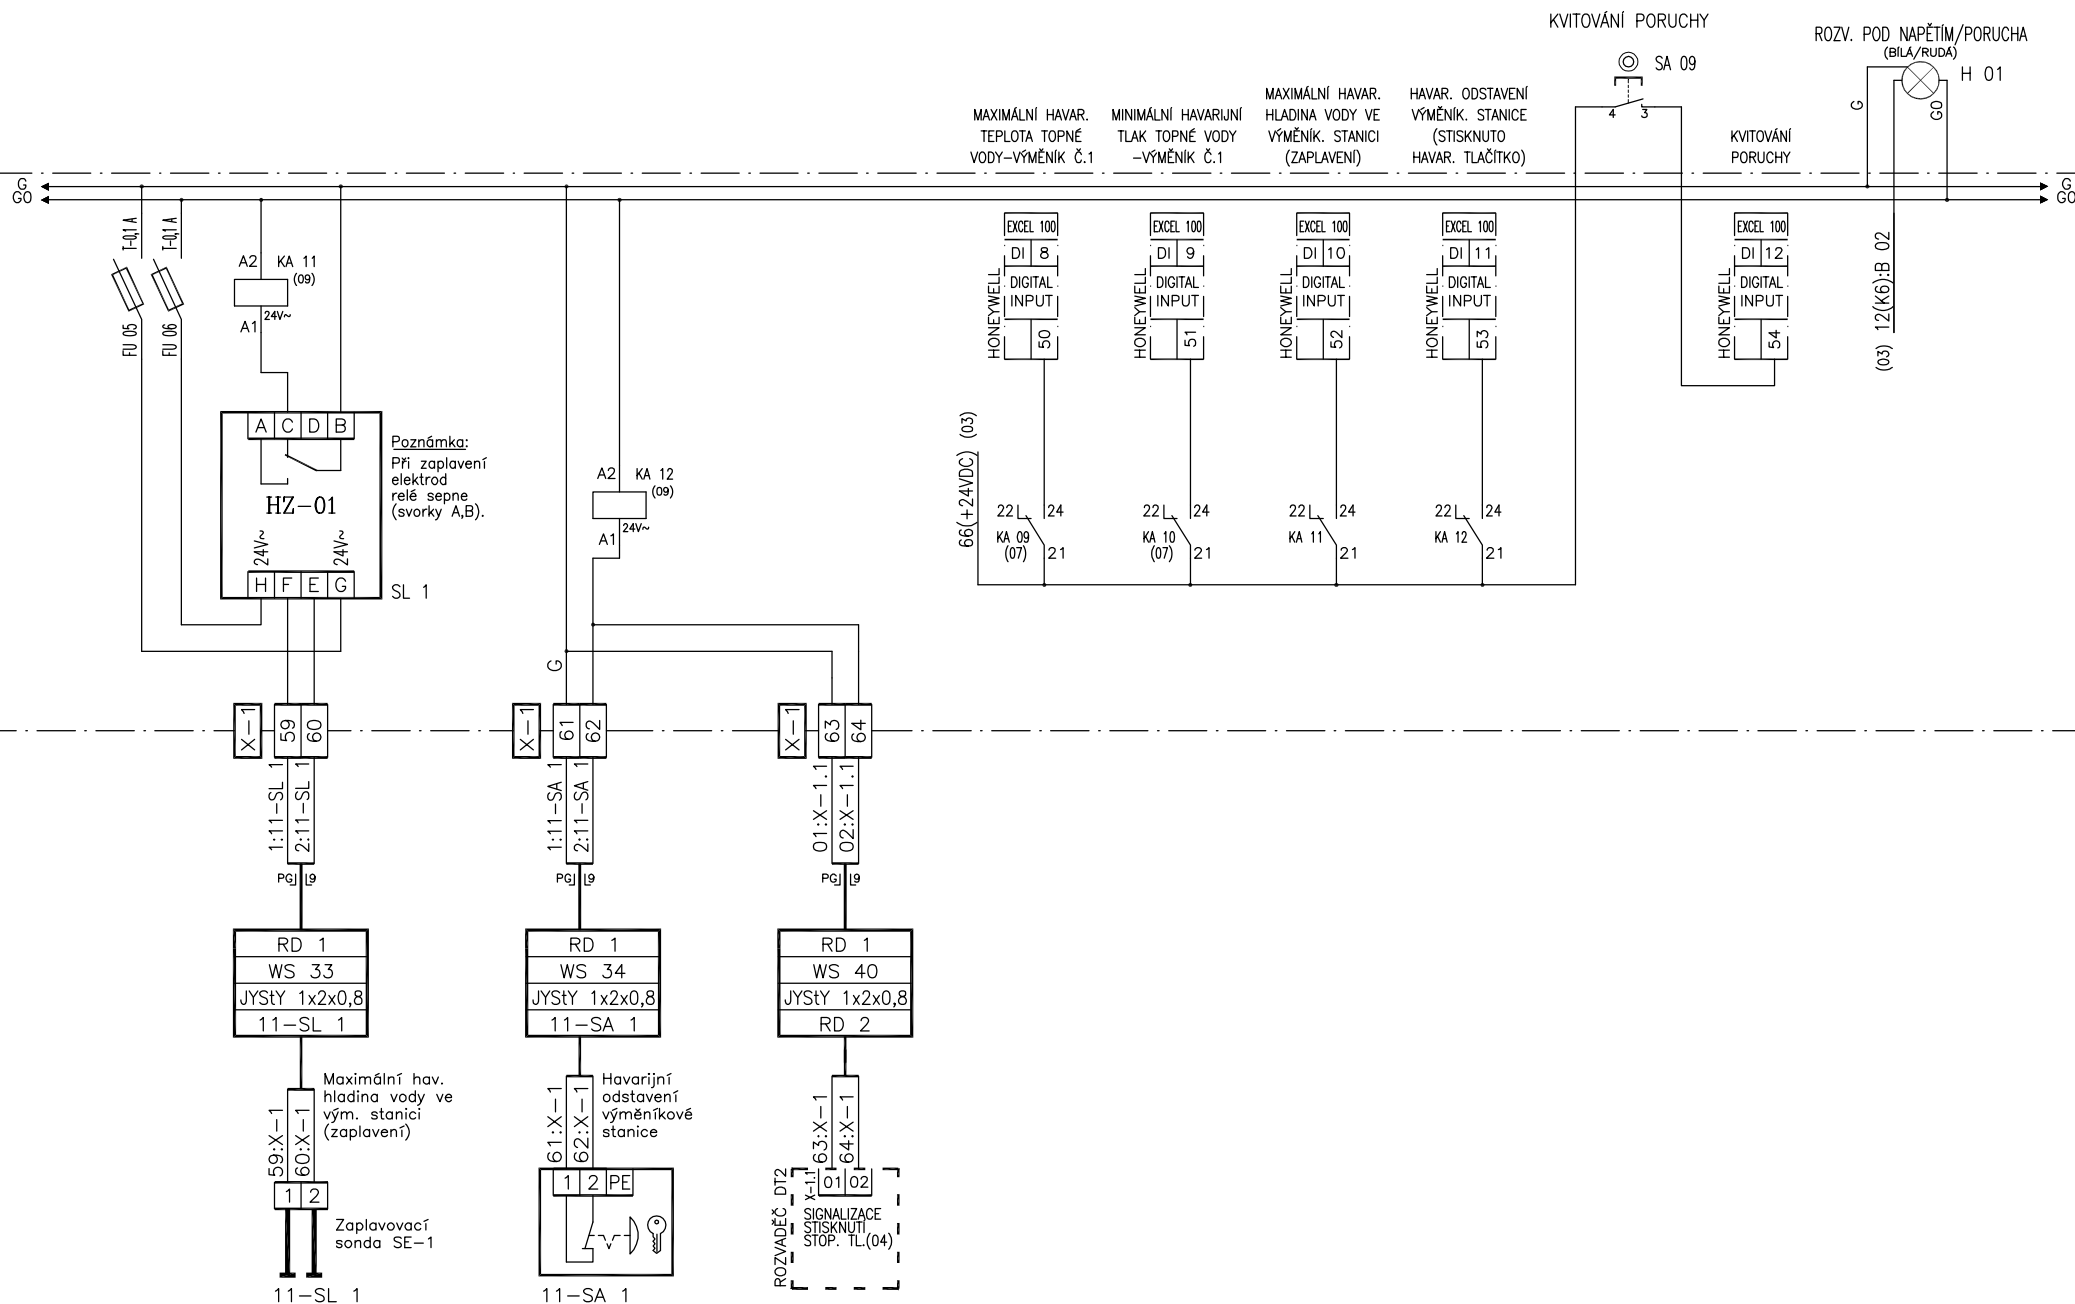 KVITOVÁNÍ PORUCHY
SA 09
4
3
ROZV. POD NAPĚTÍM/PORUCHA
(BÍLÁ/RUDÁ)
H 01
G
GO
MAXIMÁLNÍ HAVAR.
TEPLOTA TOPNÉ
VODY-VÝMĚNÍK Č.1
MINIMÁLNÍ HAVARIJNÍ
TLAK TOPNÉ VODY
-VÝMĚNÍK Č.1
MAXIMÁLNÍ HAVAR.
HLADINA VODY VE
VÝMĚNÍK. STANICI
(ZAPLAVENÍ)
HAVAR. ODSTAVENÍ
VÝMĚNÍK. STANICE
(STISKNUTO
HAVAR. TLAČÍTKO)
KVITOVÁNÍ
PORUCHY
G
GO
G
GO
T-0,1 A
T-0,1 A
FU 05
FU 06
A2
KA 11
(09)
24V~
A1
EXCEL 100
DI 8
DIGITAL
INPUT
HONEYWELL
50
EXCEL 100
DI 9
DIGITAL
INPUT
HONEYWELL
51
EXCEL 100
DI 10
DIGITAL
INPUT
HONEYWELL
52
EXCEL 100
DI 11
DIGITAL
INPUT
HONEYWELL
53
EXCEL 100
DI 12
DIGITAL
INPUT
HONEYWELL
54
(03) 12(K6):B 02
A C D B
HZ-01
24V~
24V~
H F E G
SL 1
Poznámka:
Při zaplavení
elektrod
relé sepne
(svorky A,B).
A2
KA 12
(09)
24V~
A1
66(+24VDC) (03)
22
24
KA 09
(07)
21
22
24
KA 10
(07)
21
22
24
KA 11
21
22
24
KA 12
21
G
X-1
59
60
X-1
61
62
X-1
63
64
1:11-SL 1
2:11-SL 1
1:11-SA 1
2:11-SA 1
01:X-1.1
02:X-1.1
PG 9
PG 9
PG 9
RD 1
WS 33
JYStY 1x2x0,8
11-SL 1
RD 1
WS 34
JYStY 1x2x0,8
11-SA 1
RD 1
WS 40
JYStY 1x2x0,8
RD 2
59:X-1
60:X-1
Maximální hav.
hladina vody ve
vým. stanici
(zaplavení)
61:X-1
62:X-1
Havarijní
odstavení
výměníkové
stanice
63:X-1
64:X-1
1 2
Zaplavovací
sonda SE-1
11-SL 1
1 2 PE
11-SA 1
ROZVADĚČ DT2
X-1.1
01 02
SIGNALIZACE
STISKNUTÍ
STOP. TL.(04)